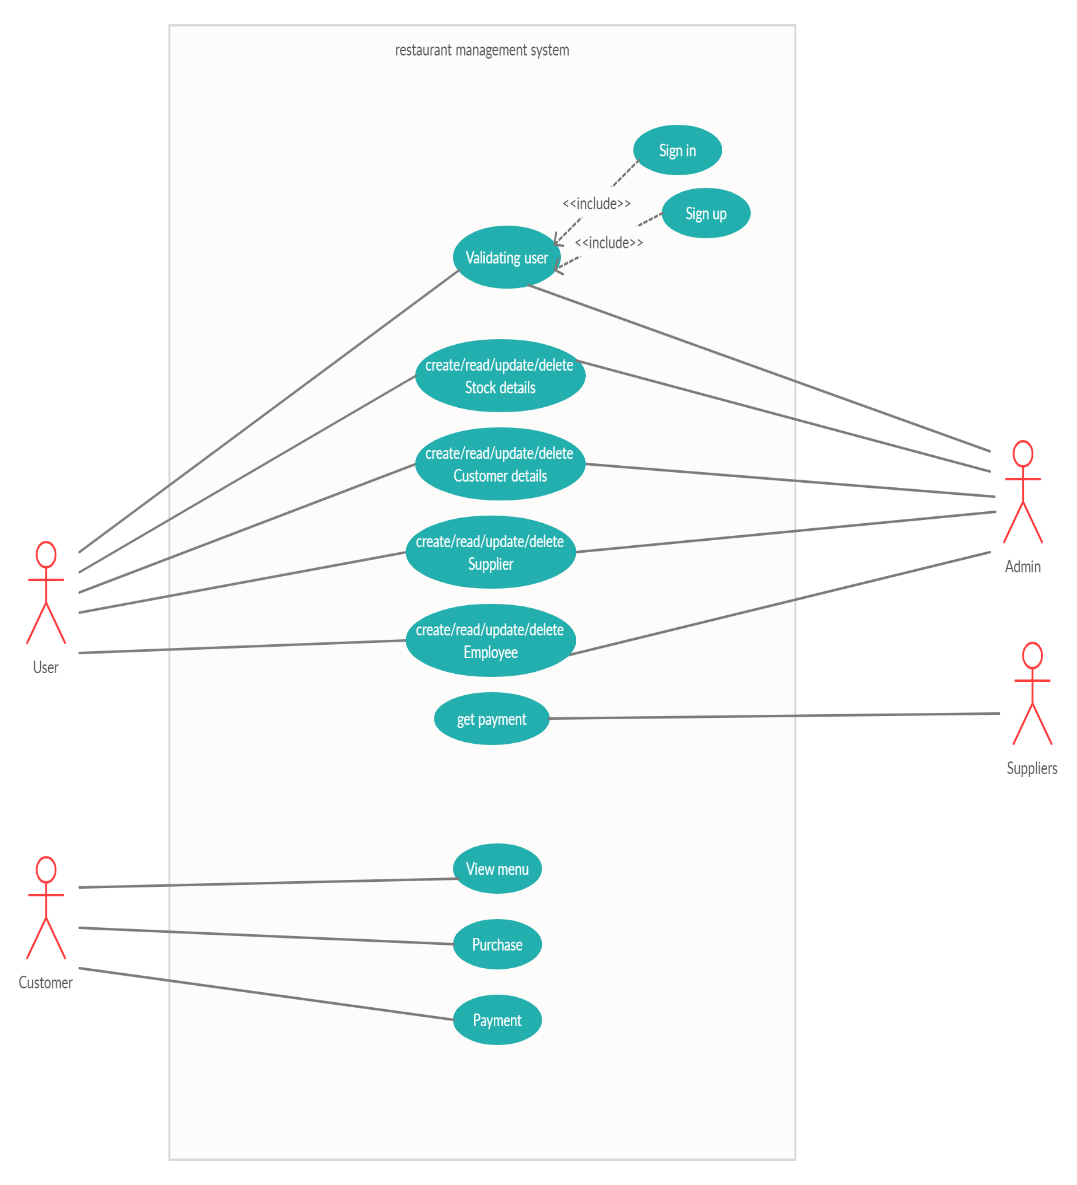 restaurant management system
Sign in
<<include>>
Sign up
<<include>>
Validating user
create/read/update/delete
Stock details
create/read/update/delete
Customer details
create/read/update/delete
Supplier
create/read/update/delete
Employee
get payment
User
Admin
Suppliers
View menu
Purchase
Customer
Payment